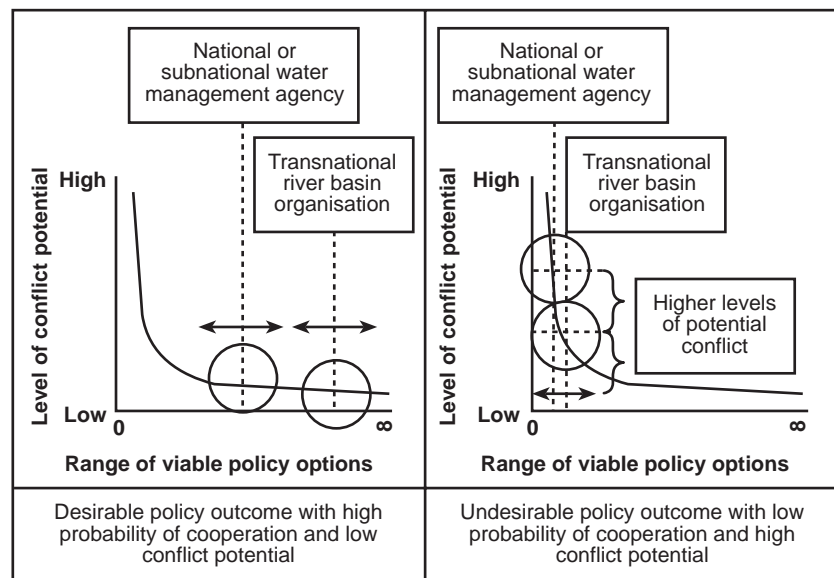 National or
subnational water
management agency
Transnational
river basin
organisation
High
Level of conflict potential
Low
0
∞
Range of viable policy options
Desirable policy outcome with high
probability of cooperation and low
conflict potential
National or
subnational water
management agency
Transnational
river basin
organisation
High
Level of conflict potential
Higher levels
of potential
conflict
Low
0
∞
Range of viable policy options
Undesirable policy outcome with low
probability of cooperation and high
conflict potential